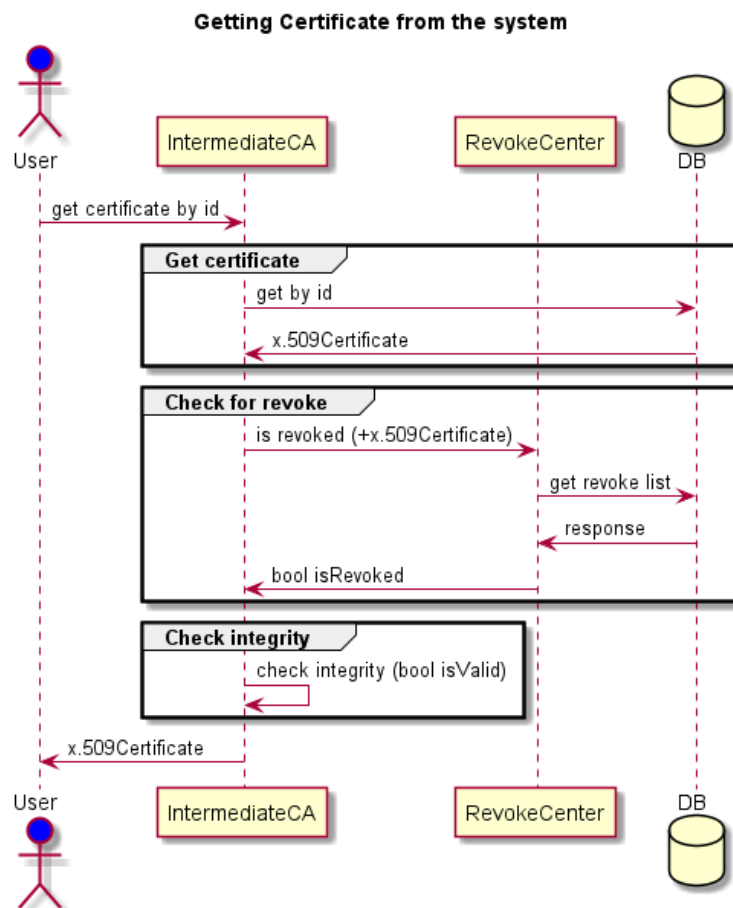 Getting Certificate from the system
User
IntermediateCA
RevokeCenter
DB
get certificate by id
Get certificate
get by id
x.509Certificate
Check for revoke
is revoked (+x.509Certificate)
get revoke list
response
bool isRevoked
Check integrity
check integrity (bool isValid)
x.509Certificate
User
IntermediateCA
RevokeCenter
DB